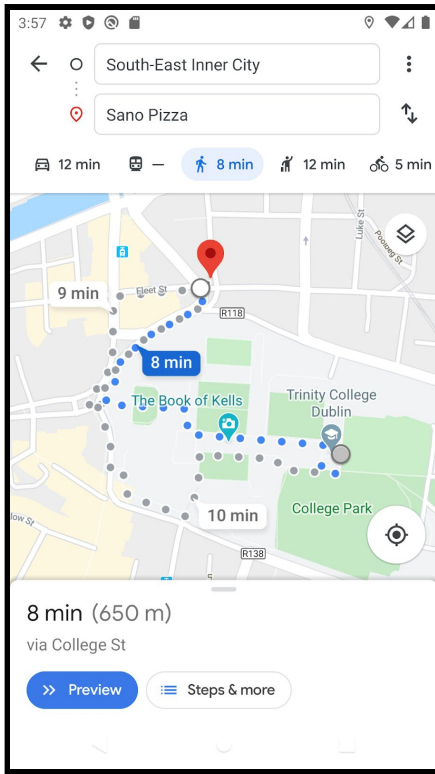 3:57
South-East Inner City
Sano Pizza
12 min
—
8 min
12 min
5 min
Luke St
Poolbeg St
Fleet St
9 min
R118
8 min
The Book of Kells
Trinity College
Dublin
College Park
10 min
low St
R138
8 min (650 m)
via College St
Preview
Steps & more